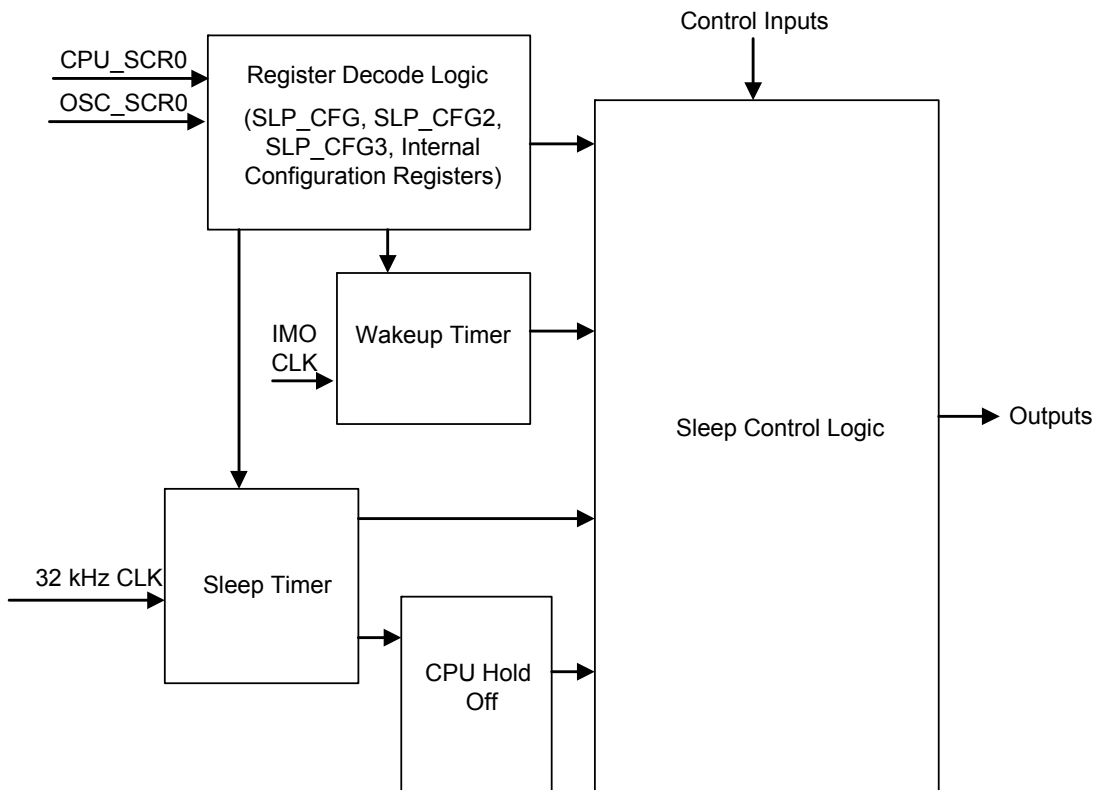 Control Inputs
CPU_SCR0
OSC_SCR0
Register Decode Logic
(SLP_CFG, SLP_CFG2,
SLP_CFG3, Internal
Configuration Registers)
IMO
CLK
Wakeup Timer
Sleep Control Logic
Outputs
32 kHz CLK
Sleep Timer
CPU Hold
Off